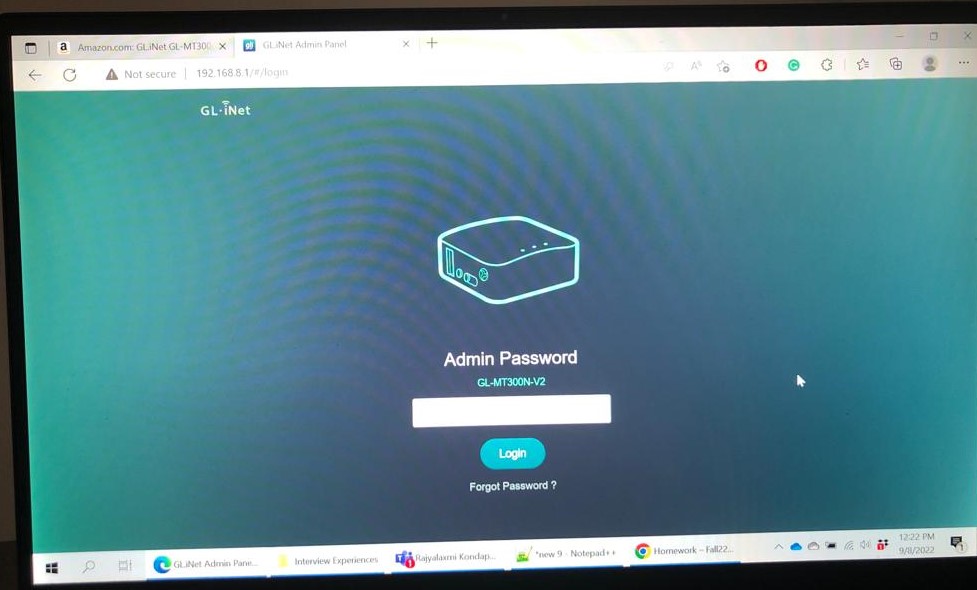 a Amazon.com: GL.iNet GL-MT300
GL.iNet Admin Panel
Not secure | 192.168.8.1/#/login
GL·iNet
Admin Password
GL-MT300N-V2
Login
Forgot Password ?
GL.iNet Admin Pane...
Interview Experiences
Rajyalaxmi Kondap...
*new 9 - Notepad++
Homework – Fall22...
12:22 PM
9/8/2022